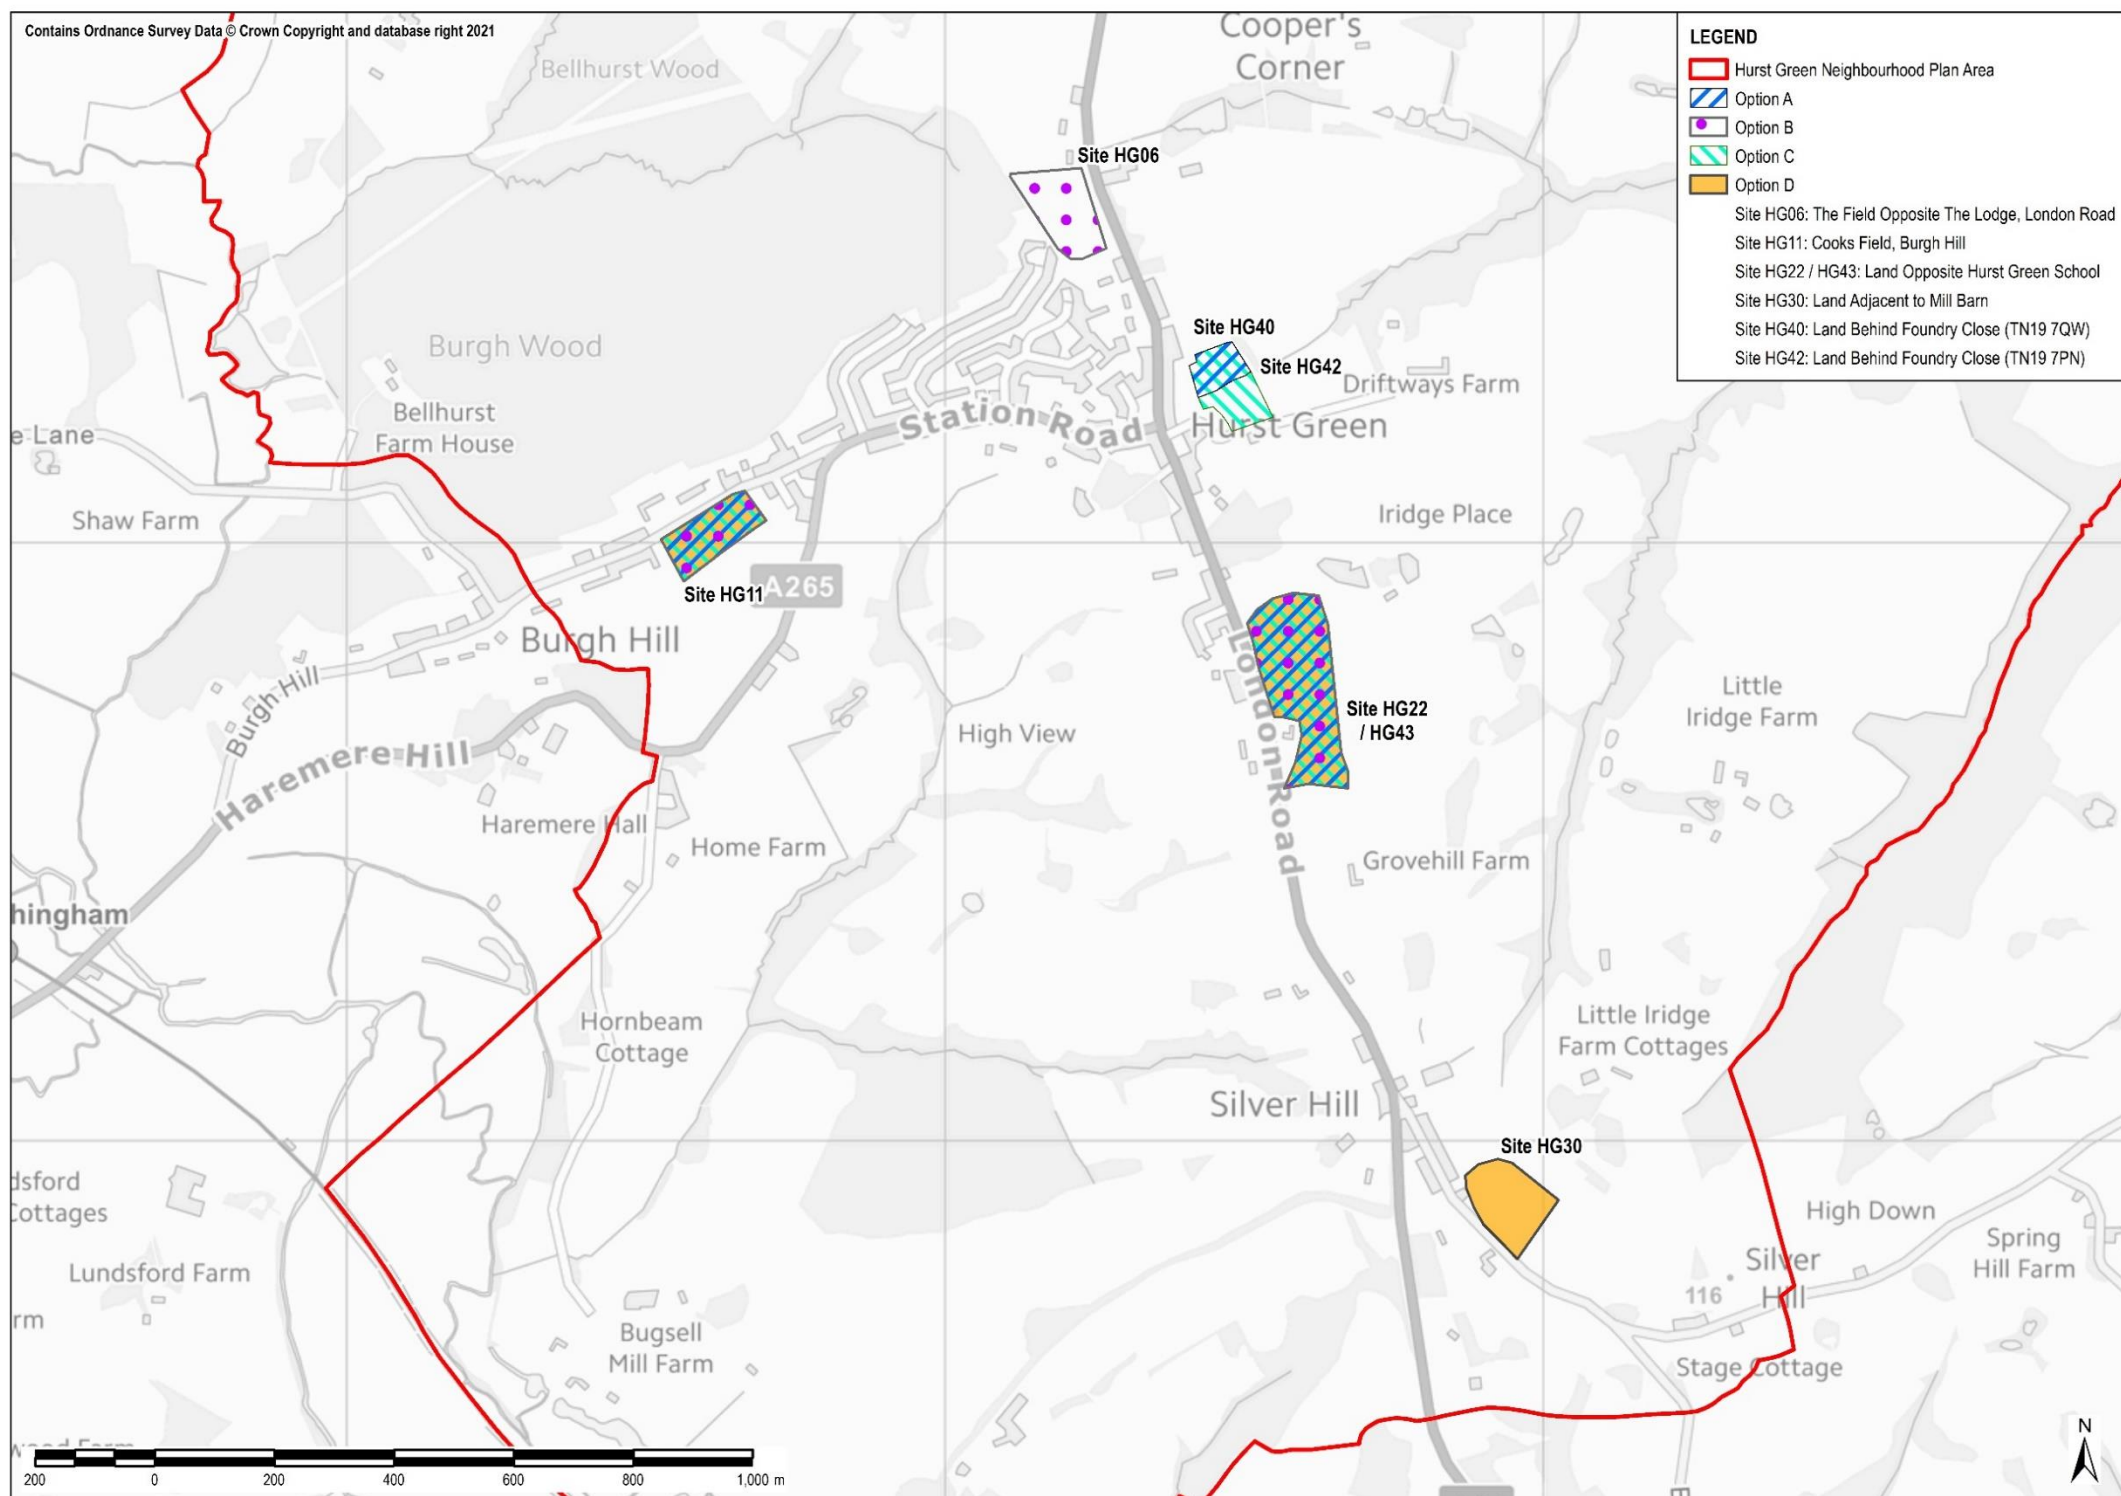 Contains Ordnance Survey Data © Crown Copyright and database right 2021
LEGEND
Hurst Green Neighbourhood Plan Area
Option A
Option B
Option C
Option D
Site HG06: The Field Opposite The Lodge, London Road
Site HG11: Cooks Field, Burgh Hill
Site HG22 / HG43: Land Opposite Hurst Green School
Site HG30: Land Adjacent to Mill Barn
Site HG40: Land Behind Foundry Close (TN19 7QW)
Site HG42: Land Behind Foundry Close (TN19 7PN)
Cooper's
Corner
Bellhurst Wood
Site HG06
Burgh Wood
Site HG40
Site HG42
Driftways Farm
Bellhurst
Farm House
Station Road
Hurst Green
e Lane
Shaw Farm
Iridge Place
Site HG11
A265
Burgh Hill
Burgh Hill
London Road
Site HG22
/ HG43
Little
Iridge Farm
High View
Haremere Hill
Haremere Hall
Home Farm
Grovehill Farm
hingham
Hornbeam
Cottage
Little Iridge
Farm Cottages
Silver Hill
Site HG30
dsford
Cottages
High Down
Spring
Hill Farm
Silver
Hill
116
Lundsford Farm
rm
Bugsell
Mill Farm
Stage Cottage
N
200 0 200 400 600 800 1,000 m